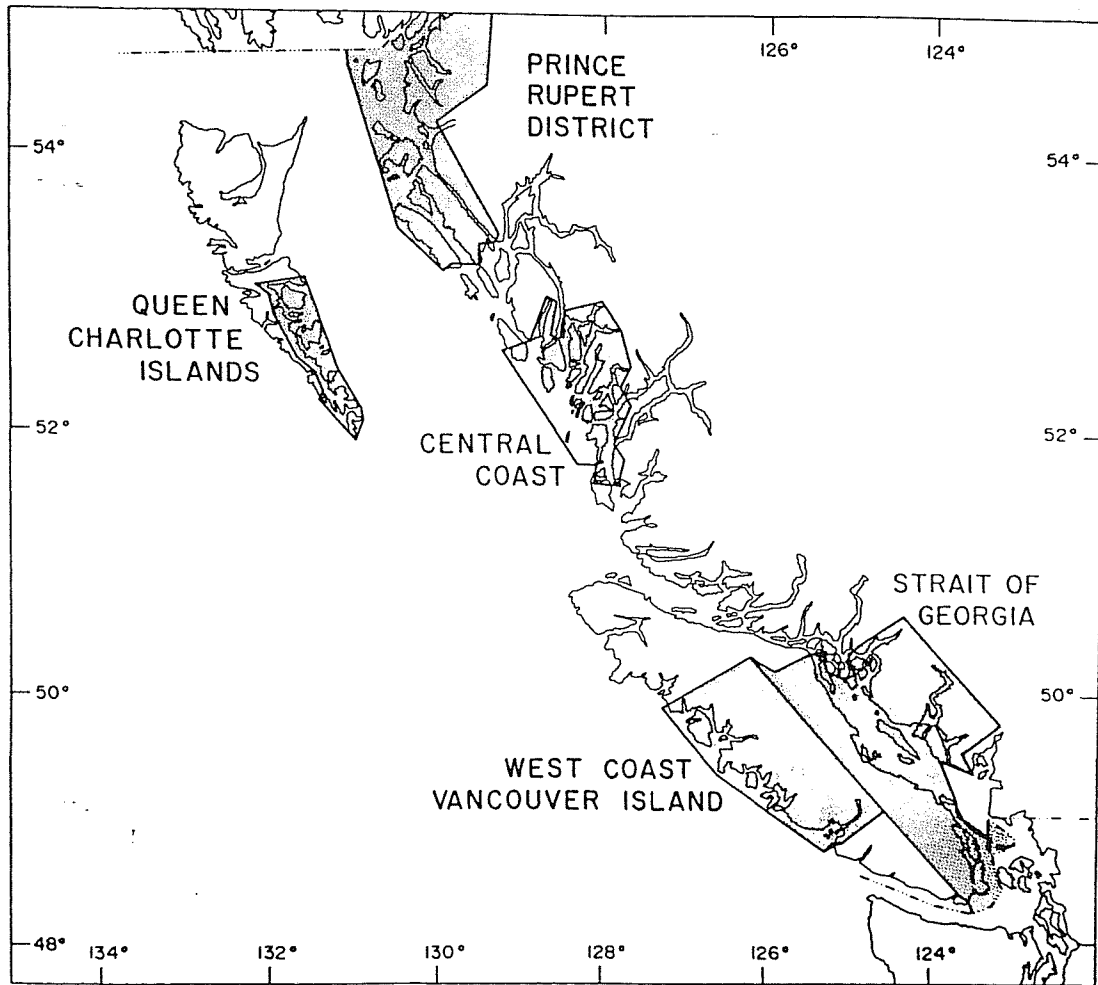 126°
124°
PRINCE
RUPERT
DISTRICT
54°
54°
QUEEN
CHARLOTTE
ISLANDS
CENTRAL
COAST
52°
52°
STRAIT OF
GEORGIA
50°
50°
WEST COAST
VANCOUVER ISLAND
48°
134°
132°
130°
128°
126°
124°